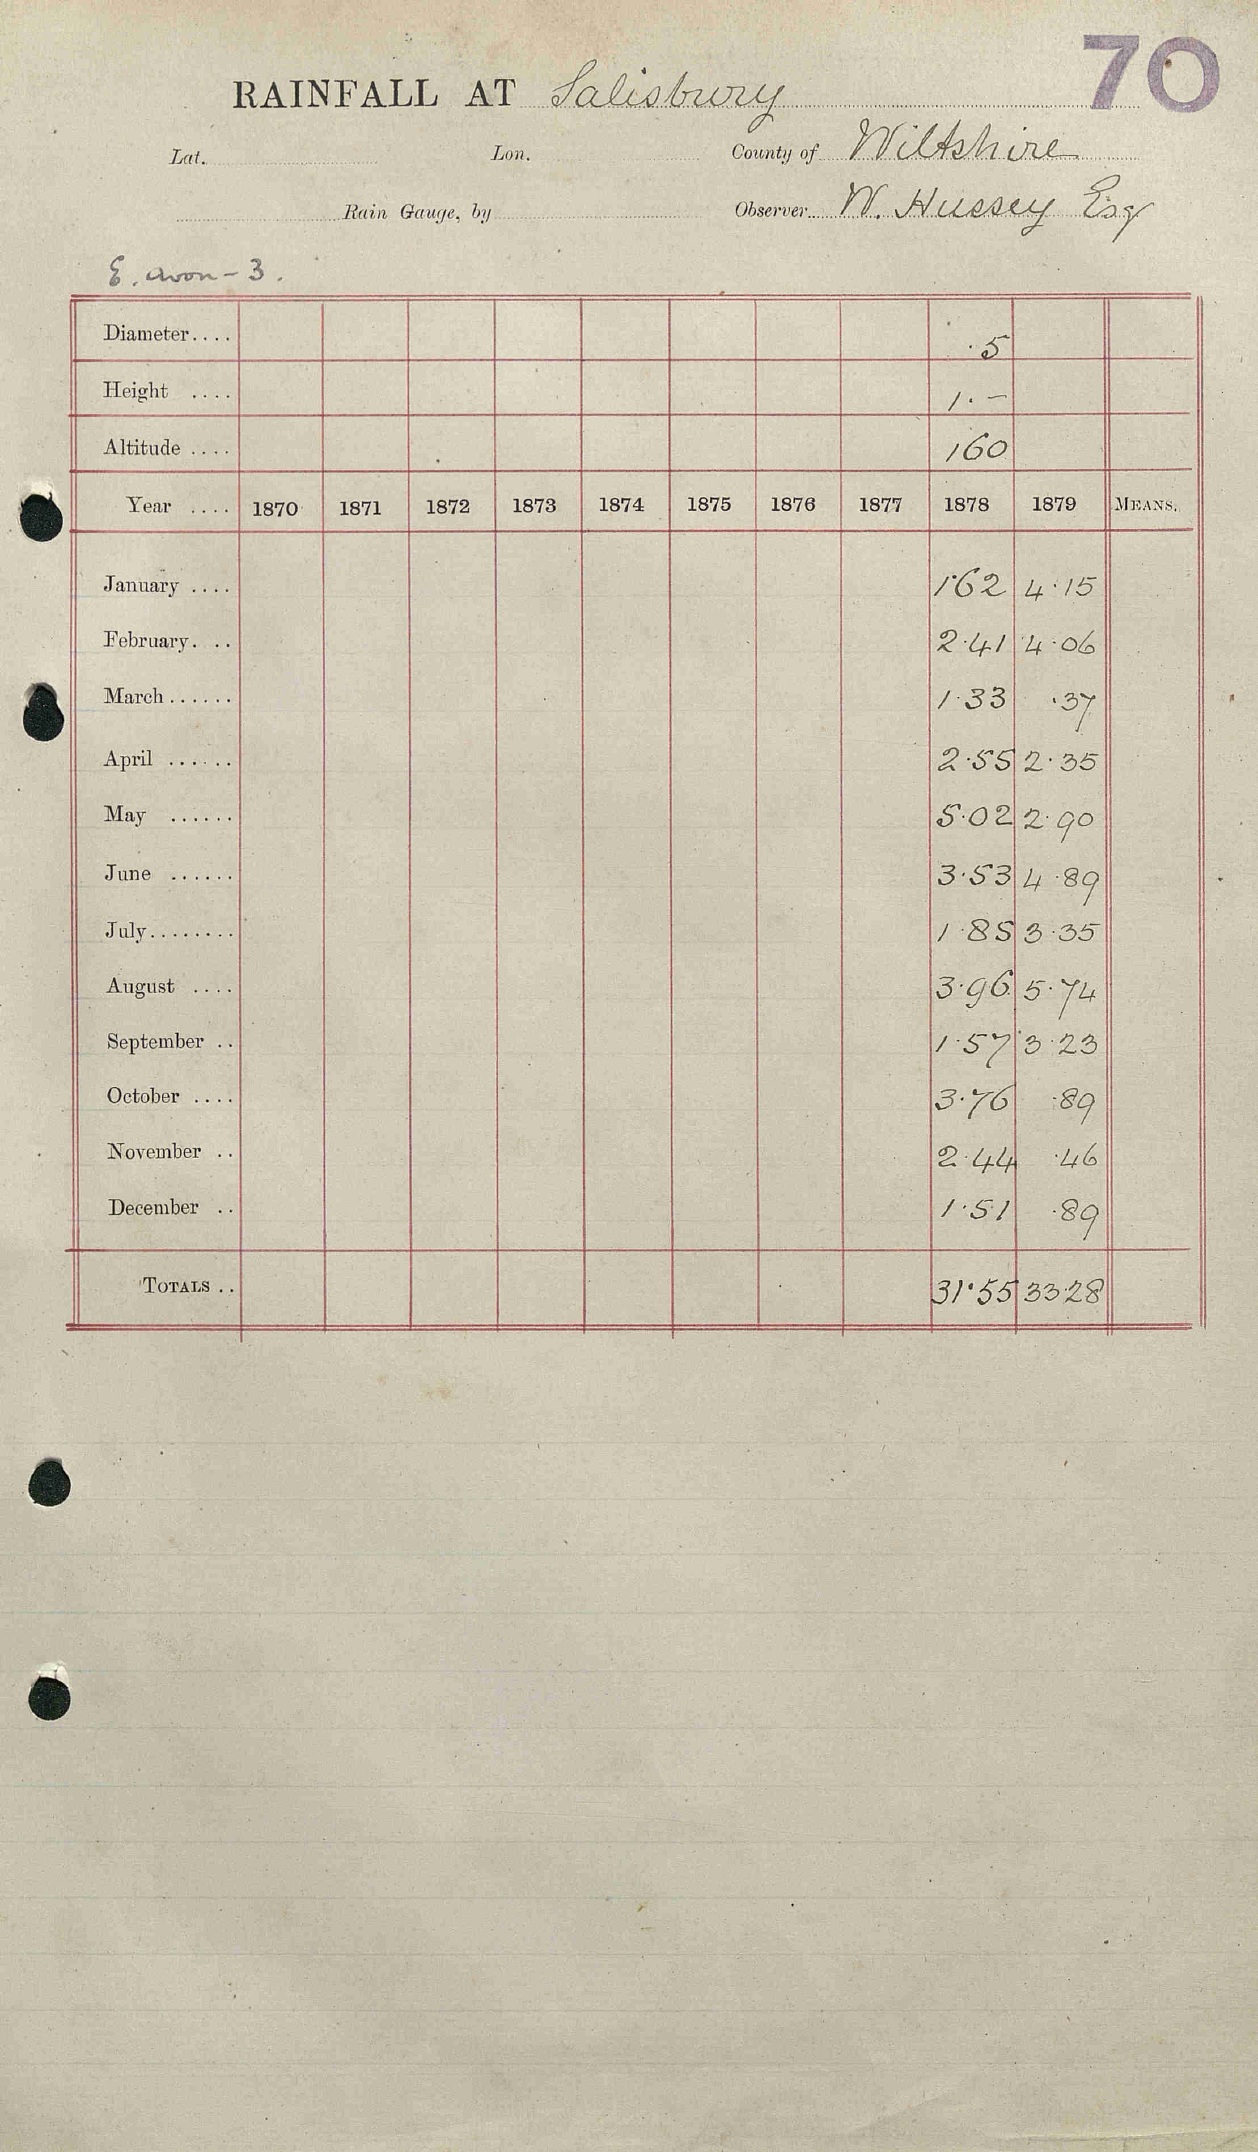 70
RAINFALL AT Salisbury
Lat. Lon. County of Wiltshire
Rain Gauge, by Observer W. Hussey Esq
E. Avon - 3.
Diameter.... ·5
Height .... 1·–
Altitude .... 160
Year .... 1870 1871 1872 1873 1874 1875 1876 1877 1878 1879 MEANS.
January .... 1·62 4·15
February. .. 2·41 4·06
March...... 1·33 ·37
April ...... 2·55 2·35
May ...... 5·02 2·90
June ...... 3·53 4·89
July........ 1·85 3·35
August .... 3·96 5·74
September .. 1·57 3·23
October .... 3·76 ·89
November .. 2·44 ·46
December .. 1·51 ·89
TOTALS .. 31·55 33·28